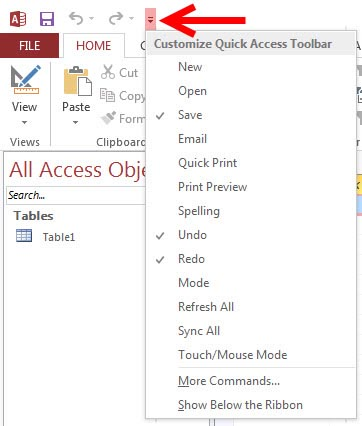 FILE HOME
Customize Quick Access Toolbar
New
Open
Save
Email
Quick Print
Print Preview
Spelling
Undo
Redo
Mode
Refresh All
Sync All
Touch/Mouse Mode
More Commands...
Show Below the Ribbon
View
Paste
Cut
Copy
Form
Views
Clipboard
All Access Obje
Search...
Tables
Table1